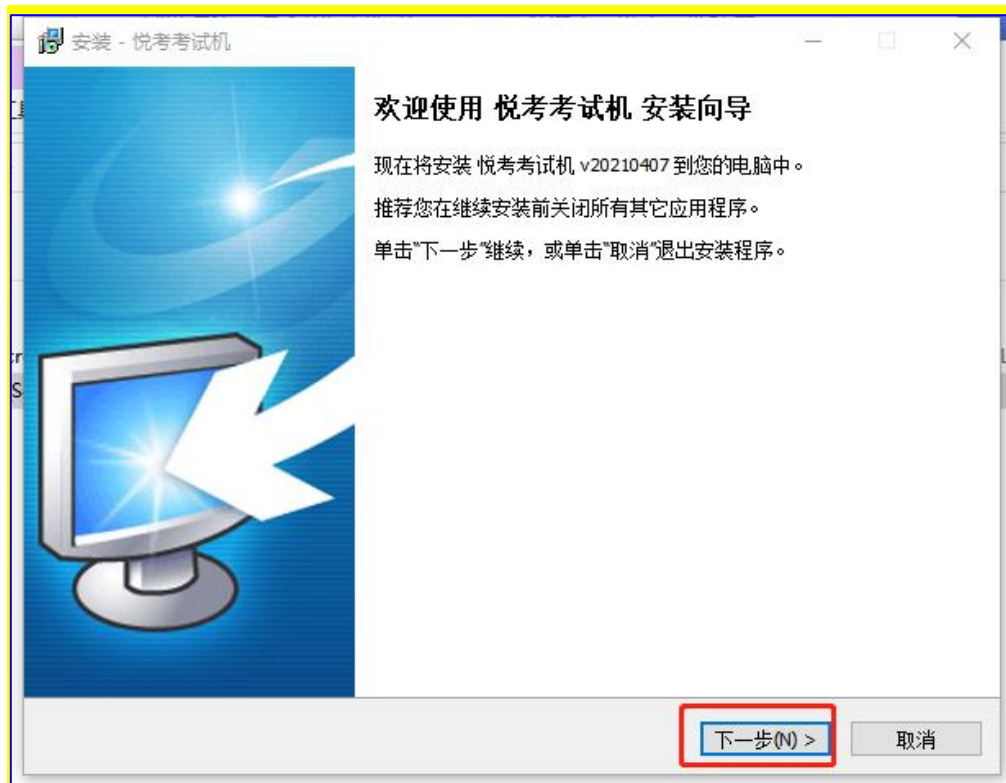 安装 - 悦考考试机
欢迎使用 悦考考试机 安装向导
现在将安装 悦考考试机 v20210407 到您的电脑中。
推荐您在继续安装前关闭所有其它应用程序。
单击"下一步"继续，或单击"取消"退出安装程序。
下一步(N) >
取消